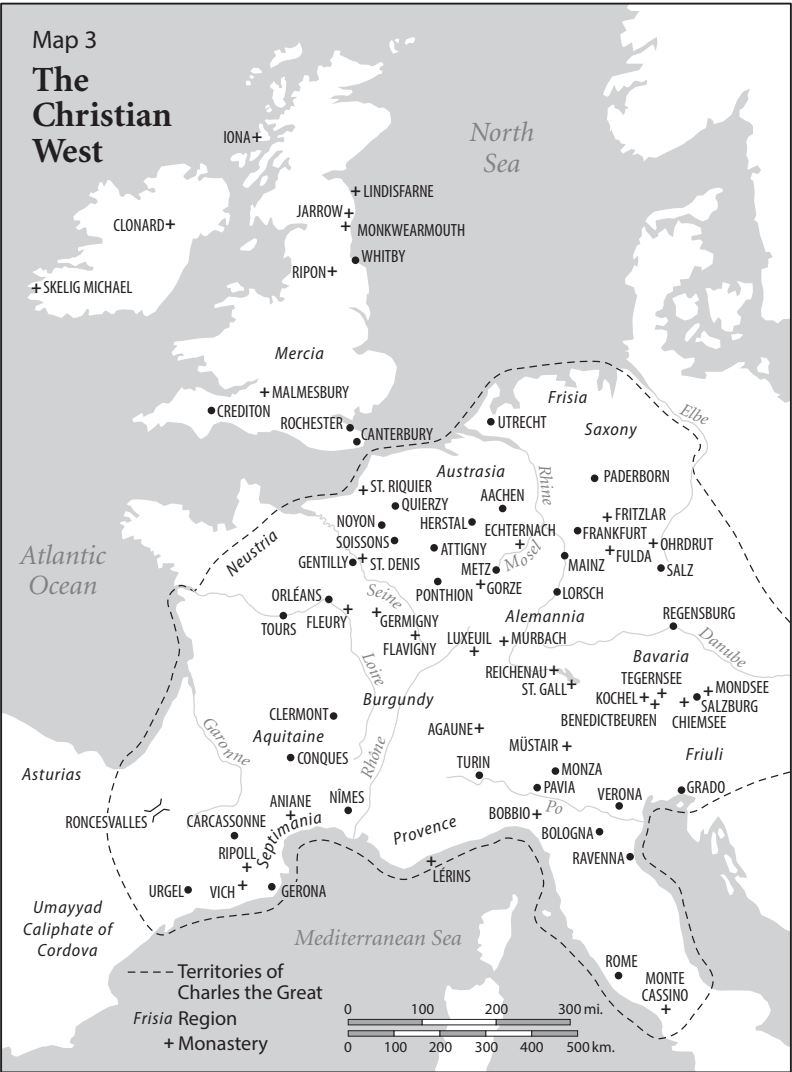 Map 3
The
Christian
West
North
Sea
IONA
LINDISFARNE
JARROW
CLONARD
MONKWEARMOUTH
WHITBY
RIPON
SKELIG MICHAEL
Mercia
MALMESBURY
CREDITON
ROCHESTER
CANTERBURY
Frisia
Elbe
UTRECHT
Saxony
Austrasia
Rhine
PADERBORN
ST. RIQUIER
AACHEN
QUIERZY
FRITZLAR
NOYON
HERSTAL
ECHTERNACH
FRANKFURT
OHRDRUT
SOISSONS
ATTIGNY
Mosel
MAINZ
FULDA
Neustria
GENTILLY
ST. DENIS
METZ
SALZ
Atlantic
Ocean
GORZE
PONTHION
LORSCH
ORLÉANS
Seine
TOURS
FLEURY
GERMIGNY
Alemannia
REGENSBURG
FLAVIGNY
LUXEUIL
MURBACH
Danube
Loire
REICHENAU
ST. GALL
Bavaria
TEGERNSEE
MONDSEE
KOCHEL
SALZBURG
BENEDICTBEUREN
CHIEMSEE
Burgundy
CLERMONT
AGAUNE
Garonne
Aquitaine
MÜSTAIR
Friuli
CONQUES
Rhône
TURIN
MONZA
Asturias
PAVIA
VERONA
GRADO
ANIANE
NÎMES
Po
RONCESVALLES
BOBBIO
CARCASSONNE
Septimania
Provence
BOLOGNA
RIPOLL
RAVENNA
LÉRINS
URGEL
VICH
GERONA
Umayyad
Caliphate of
Cordova
Mediterranean Sea
ROME
MONTE
CASSINO
Territories of
Charles the Great
Frisia Region
+ Monastery
0 100 200 300 mi.
0 100 200 300 400 500 km.